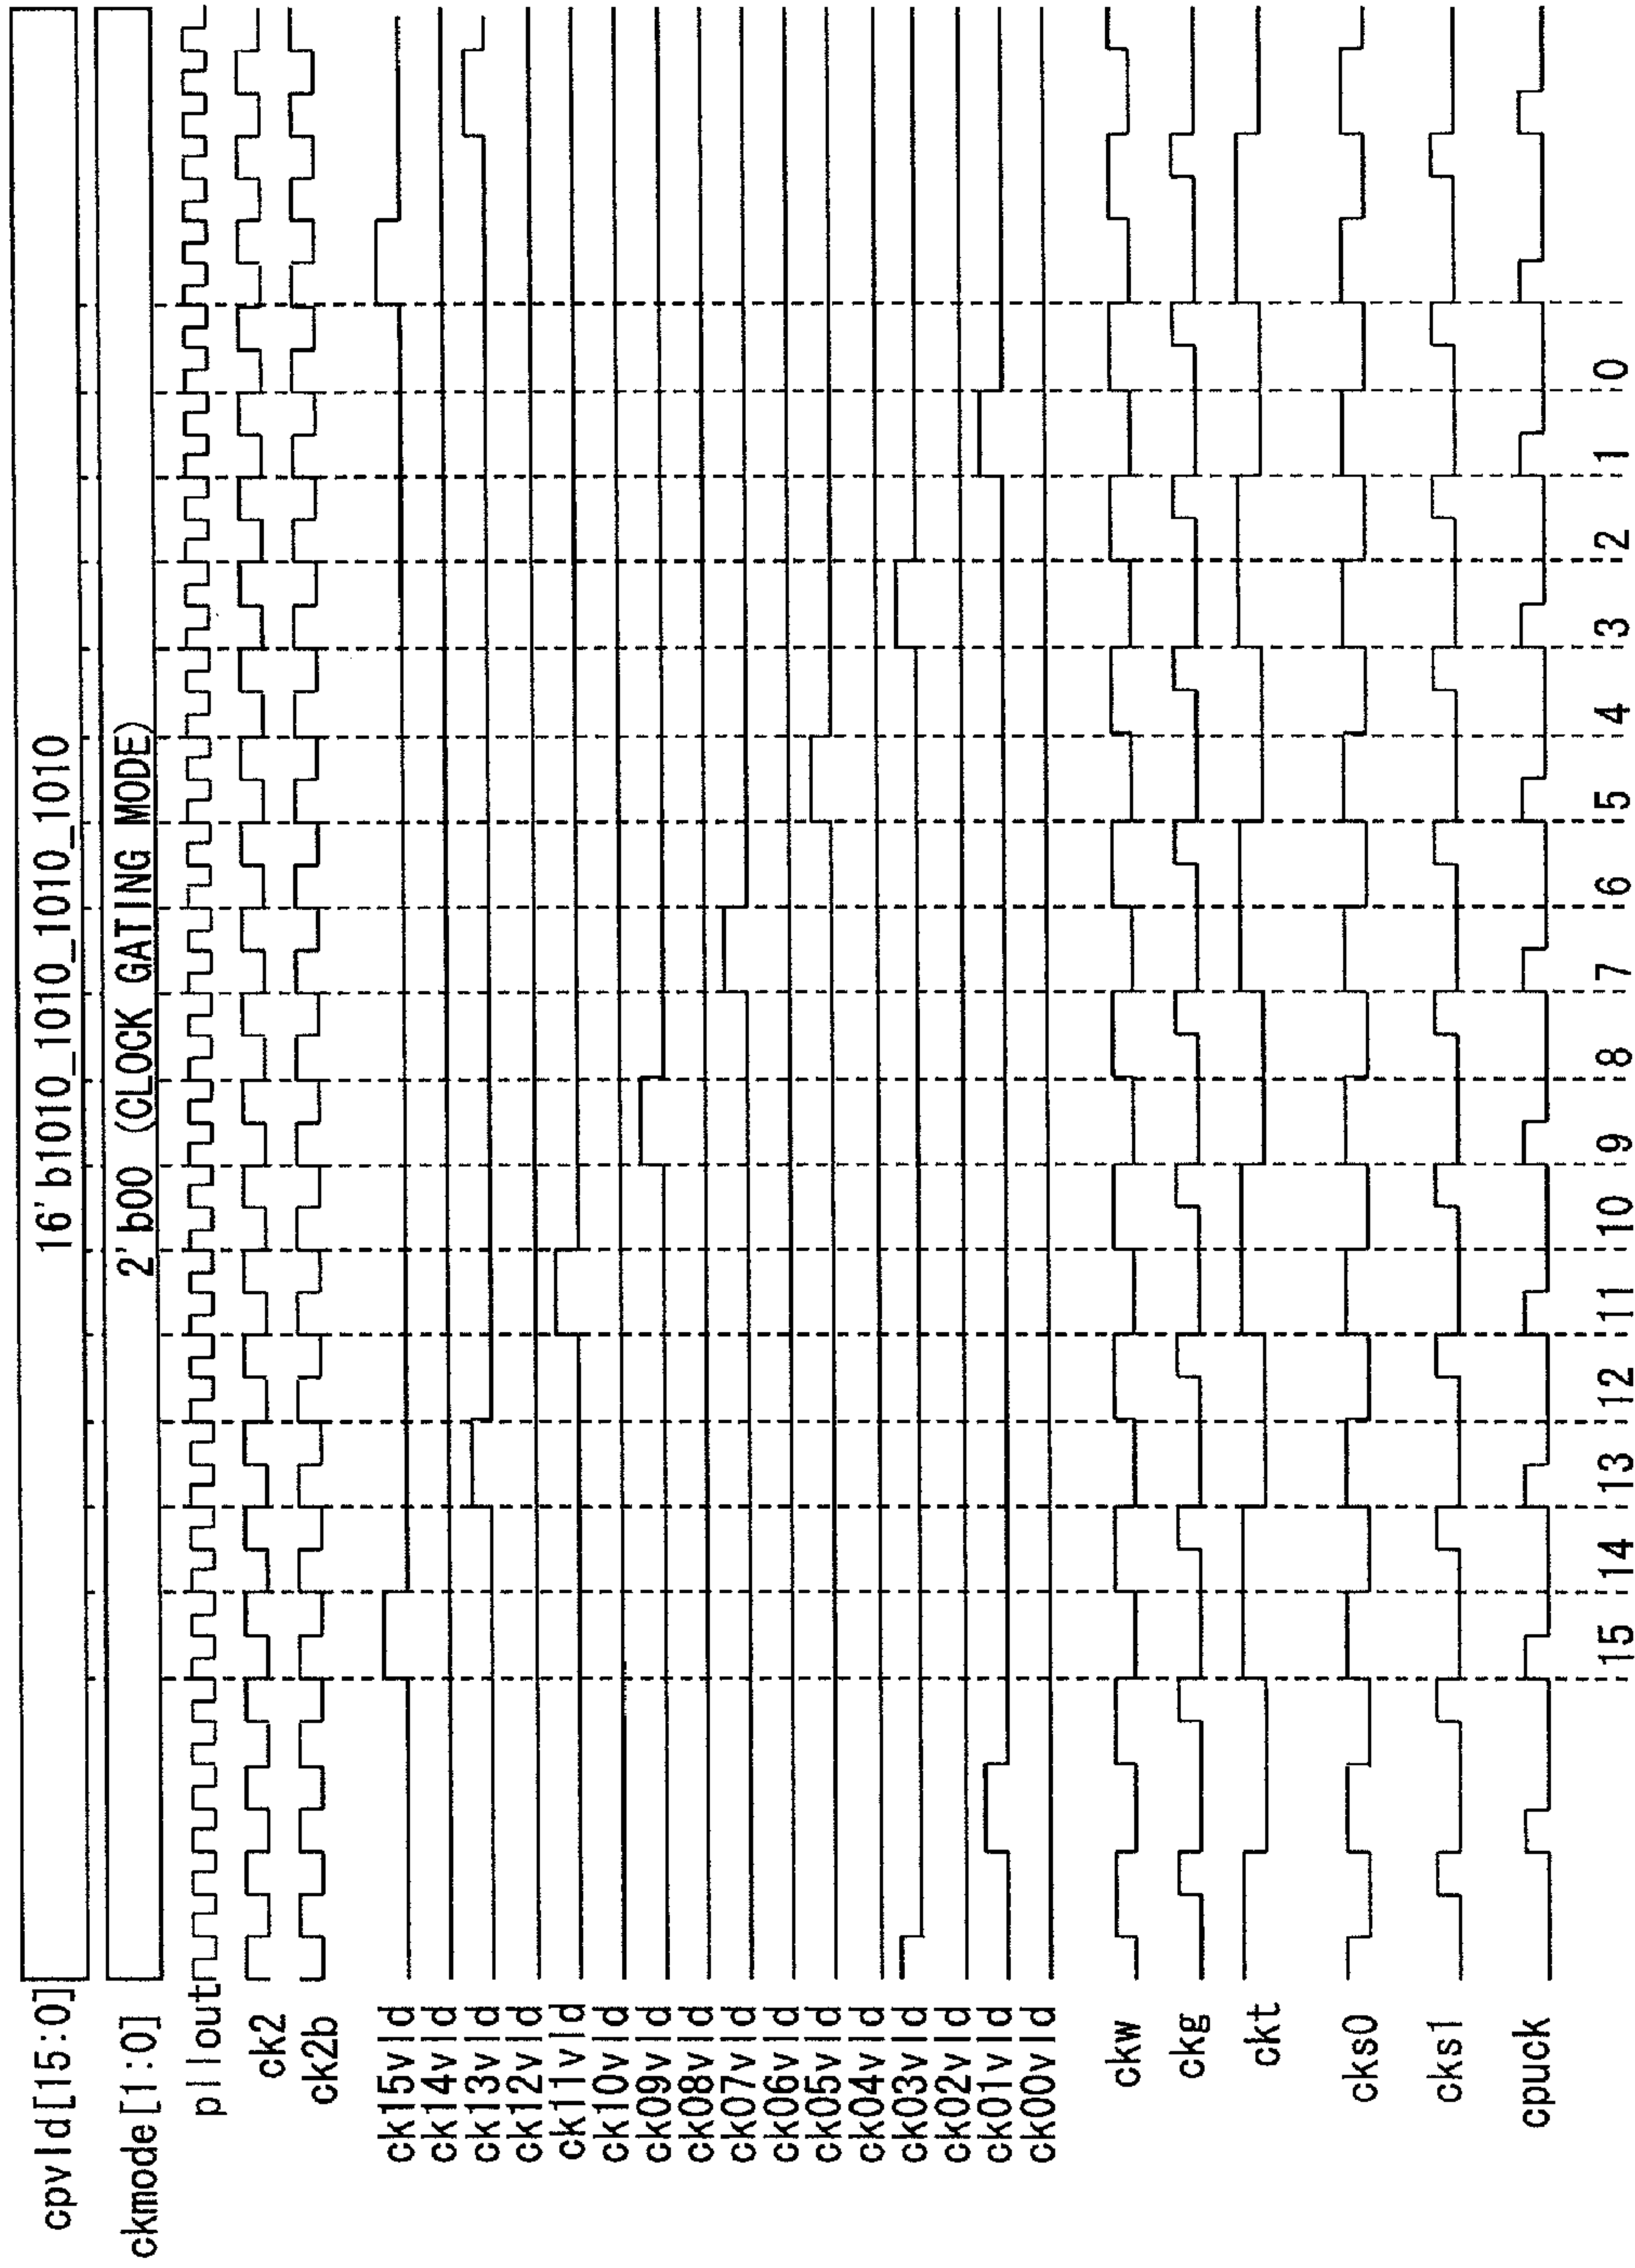 cpvld[15:0]
16'b1010_1010_1010_1010
ckmode[1:0]
2'b00 (CLOCK GATING MODE)
pllout
ck2
ck2b
ck15vld
ck14vld
ck13vld
ck12vld
ck11vld
ck10vld
ck09vld
ck08vld
ck07vld
ck06vld
ck05vld
ck04vld
ck03vld
ck02vld
ck01vld
ck00vld
ckw
ckg
ckt
cks0
cks1
cpuck
15 14 13 12 11 10 9 8 7 6 5 4 3 2 1 0